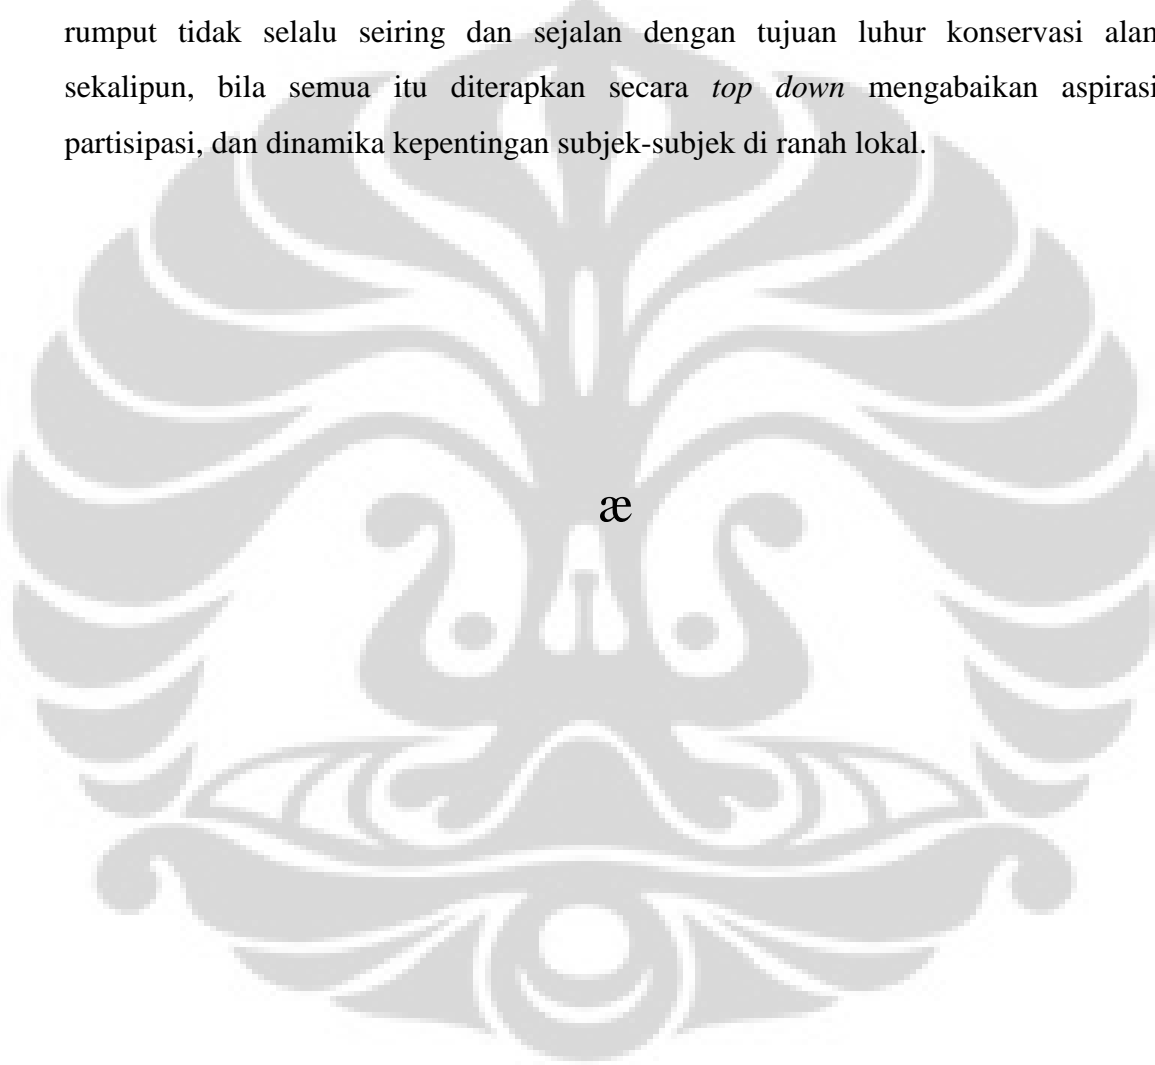 rumput tidak selalu seiring dan sejalan dengan tujuan luhur konservasi alam
sekalipun, bila semua itu diterapkan secara top down mengabaikan aspirasi
partisipasi, dan dinamika kepentingan subjek-subjek di ranah lokal.
æ